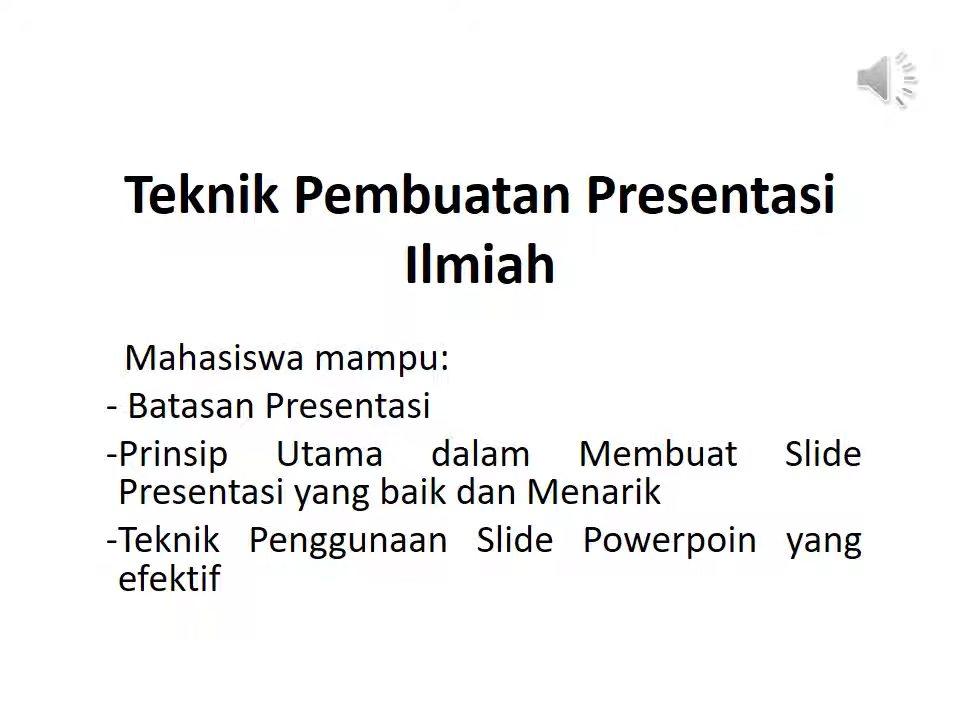 Teknik Pembuatan Presentasi
Ilmiah
Mahasiswa mampu:
- Batasan Presentasi
-Prinsip Utama dalam Membuat Slide
Presentasi yang baik dan Menarik
-Teknik Penggunaan Slide Powerpoin yang
efektif